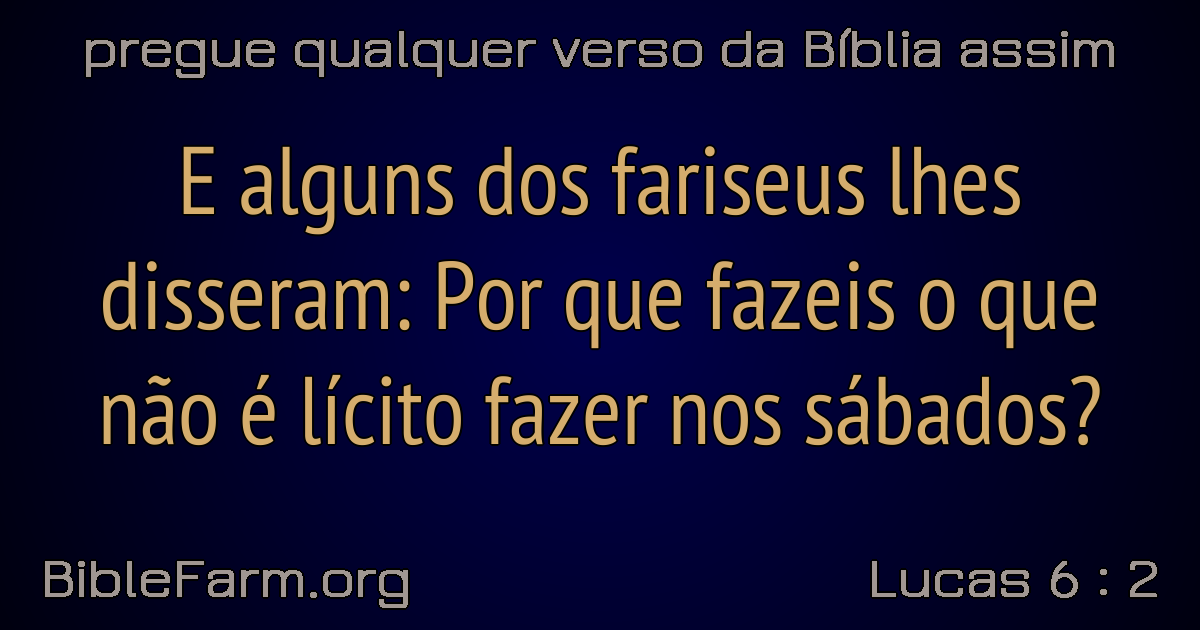 pregue qualquer verso da Bíblia assim
E alguns dos fariseus lhes
disseram: Por que fazeis o que
não é lícito fazer nos sábados?
BibleFarm.org
Lucas 6 : 2